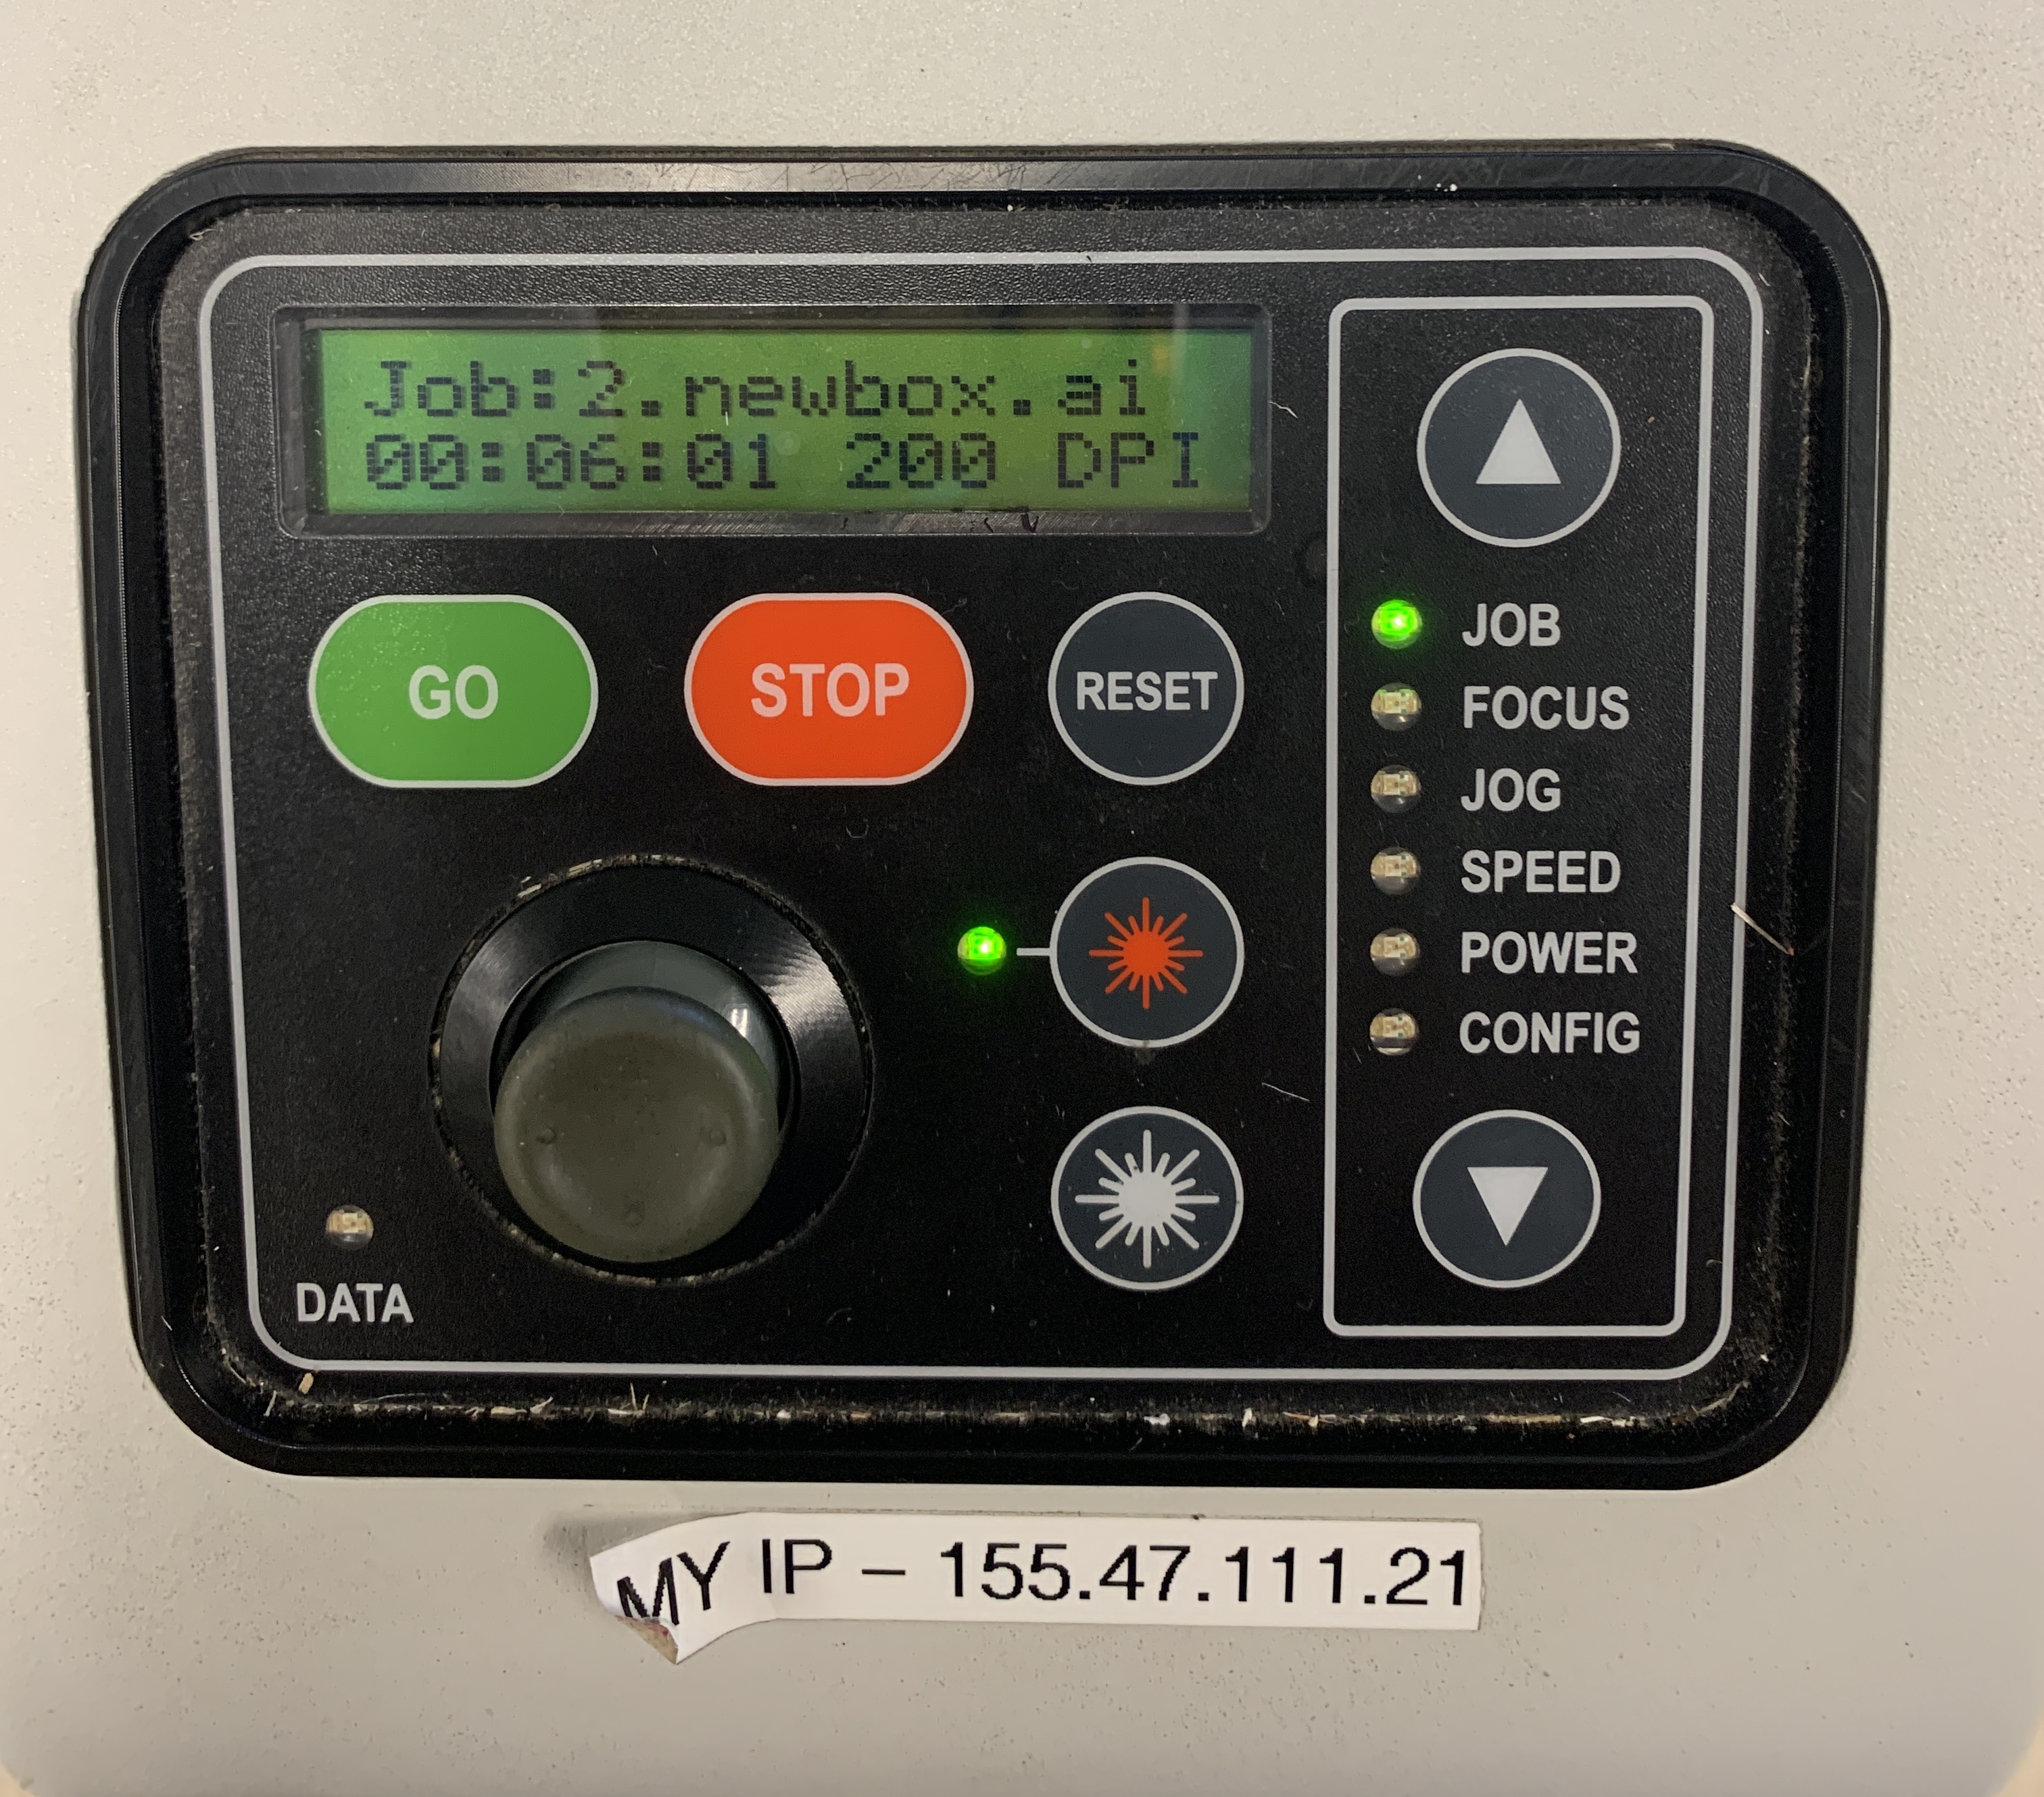 Job:2.newbox.ai
00:06:01 200 DPI
GO
STOP
RESET
JOB
FOCUS
JOG
SPEED
POWER
CONFIG
DATA
MY IP – 155.47.111.21